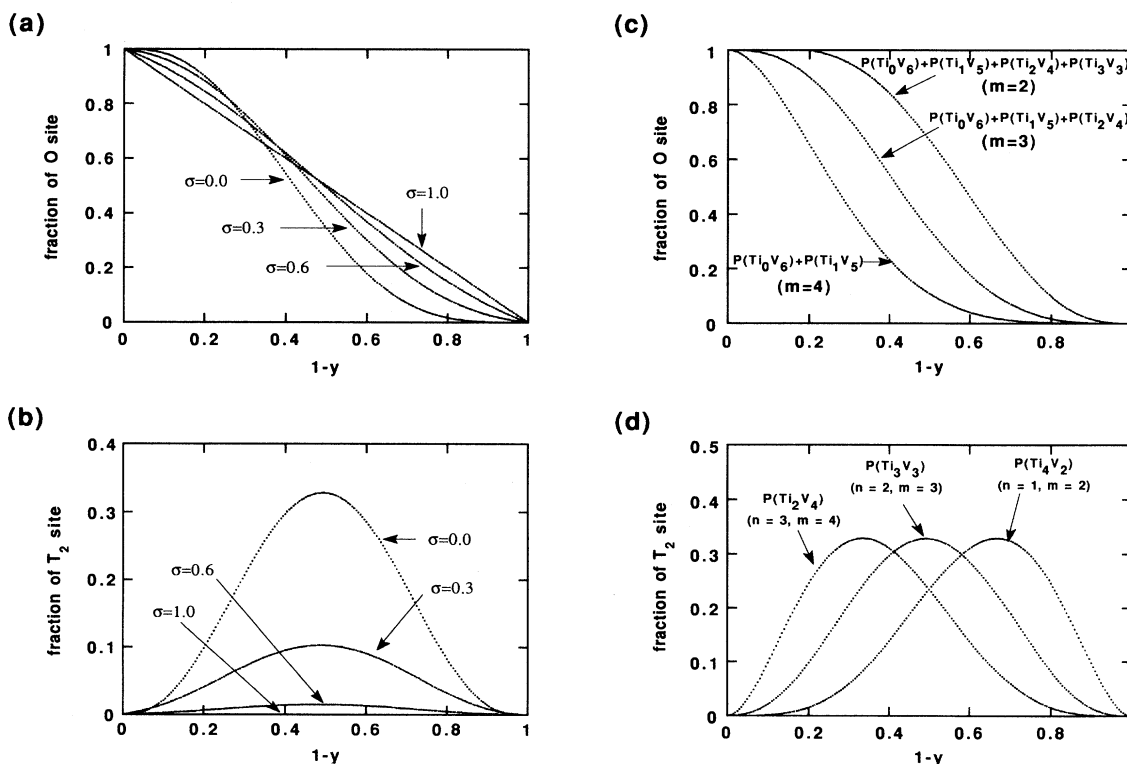 (a)
1
0.8
0.6
0.4
0.2
0
fraction of O site
σ=0.0
σ=0.3
σ=0.6
σ=1.0
0 0.2 0.4 0.6 0.8 1
1-y
(b)
0.4
0.3
0.2
0.1
0
fraction of T2 site
σ=0.0
σ=0.6
σ=0.3
σ=1.0
0 0.2 0.4 0.6 0.8 1
1-y
(c)
1
0.8
0.6
0.4
0.2
0
fraction of O site
P(Ti0V6)+P(Ti1V5)+P(Ti2V4)+P(Ti3V3)
(m=2)
P(Ti0V6)+P(Ti1V5)+P(Ti2V4)
(m=3)
P(Ti0V6)+P(Ti1V5)
(m=4)
0 0.2 0.4 0.6 0.8
1-y
(d)
0.5
0.4
0.3
0.2
0.1
0
fraction of T2 site
P(Ti2V4)
(n = 3, m = 4)
P(Ti3V3)
(n = 2, m = 3)
P(Ti4V2)
(n = 1, m = 2)
0 0.2 0.4 0.6 0.8
1-y